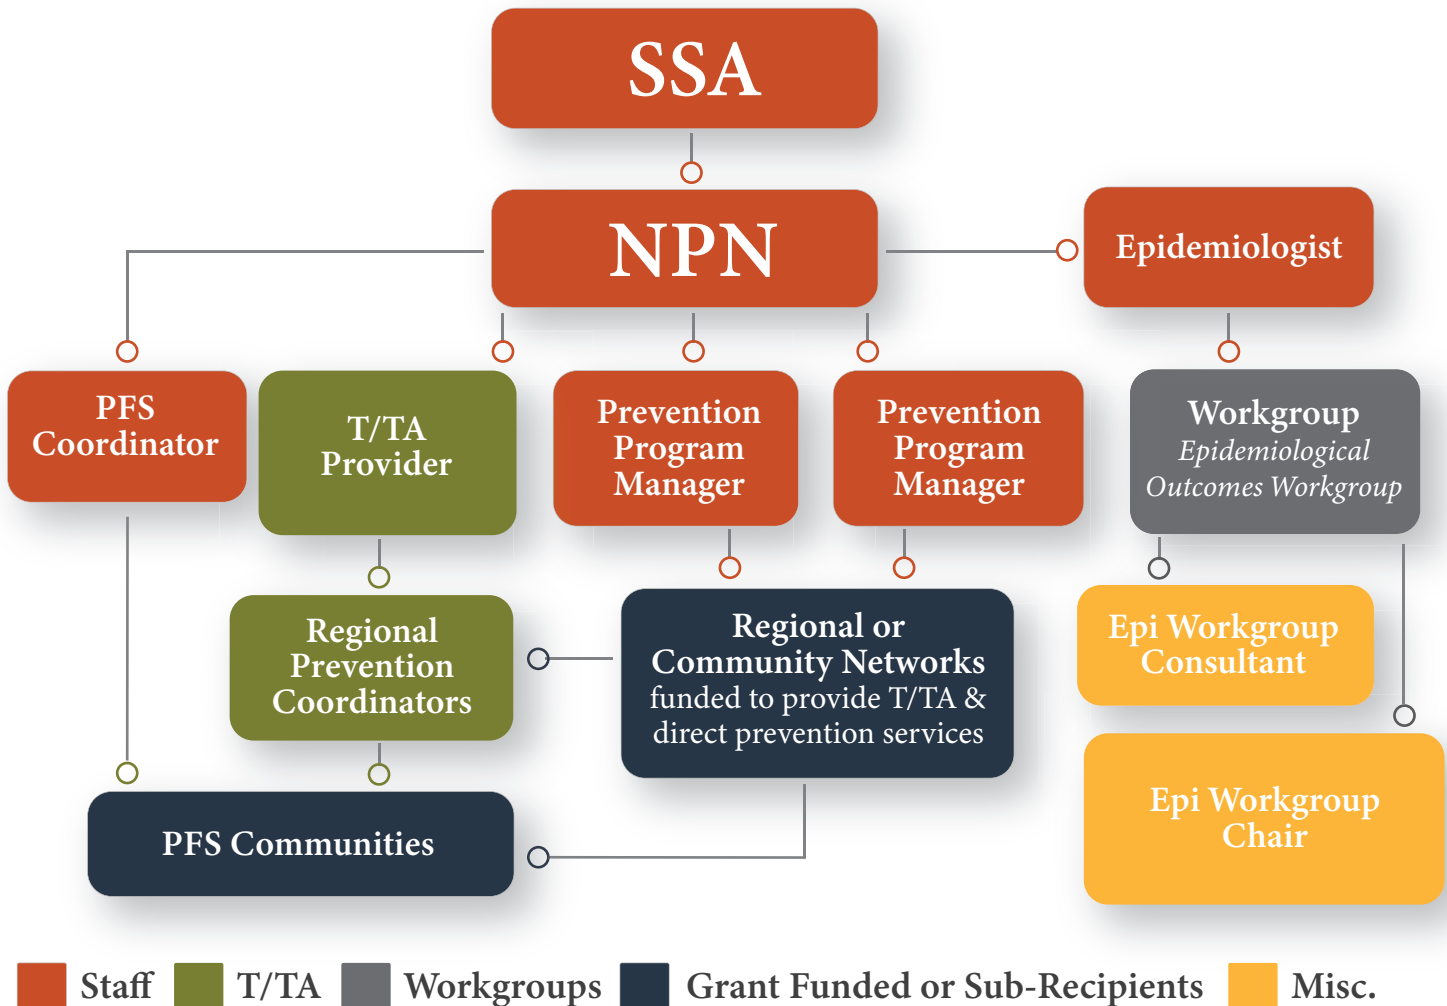 SSA
NPN
Epidemiologist
PFS
Coordinator
T/TA
Provider
Prevention
Program
Manager
Prevention
Program
Manager
Workgroup
Epidemiological
Outcomes Workgroup
Regional
Prevention
Coordinators
Regional or
Community Networks
funded to provide T/TA &
direct prevention services
Epi Workgroup
Consultant
PFS Communities
Epi Workgroup
Chair
Staff
T/TA
Workgroups
Grant Funded or Sub-Recipients
Misc.